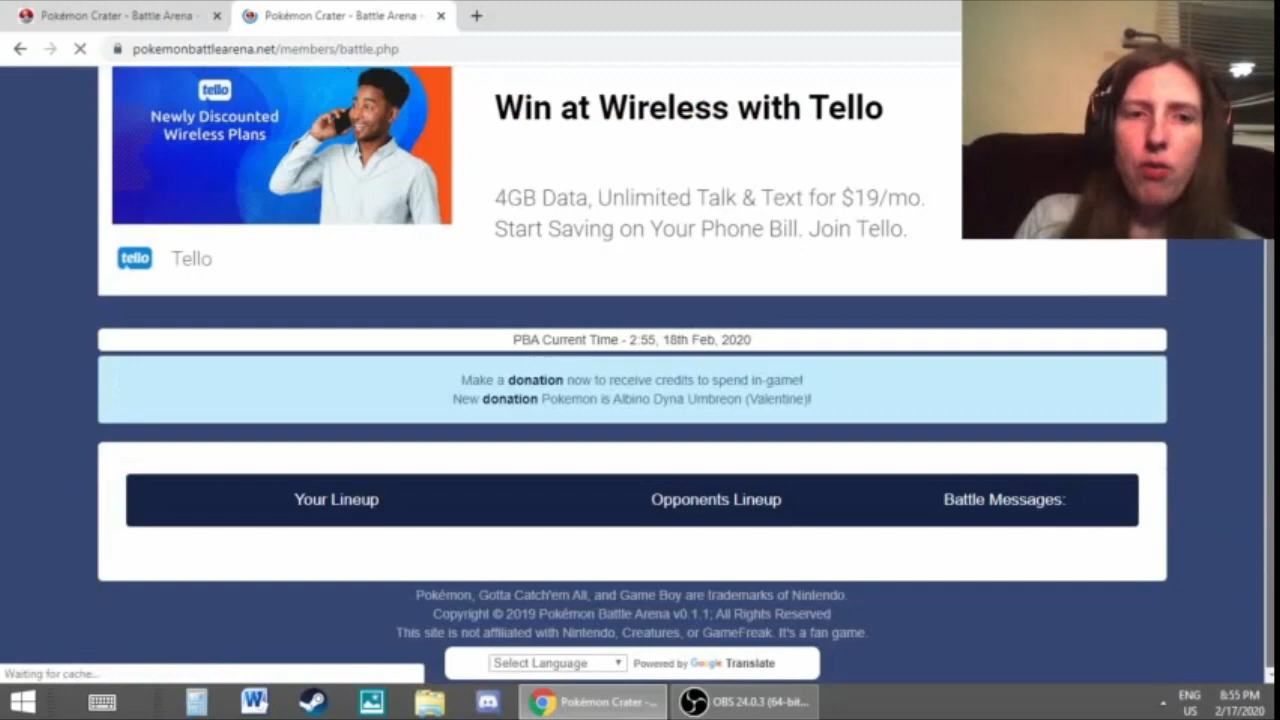 Pokémon Crater - Battle Arena -
Pokémon Crater - Battle Arena -
pokemonbattlearena.net/members/battle.php
tello
Newly Discounted
Wireless Plans
Win at Wireless with Tello
4GB Data, Unlimited Talk & Text for $19/mo.
Start Saving on Your Phone Bill. Join Tello.
tello Tello
PBA Current Time - 2:55, 18th Feb, 2020
Make a donation now to receive credits to spend in-game!
New donation Pokemon is Albino Dyna Umbreon (Valentine)!
Your Lineup Opponents Lineup Battle Messages:
Pokémon, Gotta Catch'em All, and Game Boy are trademarks of Nintendo.
Copyright © 2019 Pokémon Battle Arena v0.1.1; All Rights Reserved
This site is not affiliated with Nintendo, Creatures, or GameFreak. It's a fan game.
Select Language Powered by Google Translate
Waiting for cache...
Pokémon Crater -... OBS 24.0.3 (64-bit... ENG 8:55 PM
US 2/17/2020